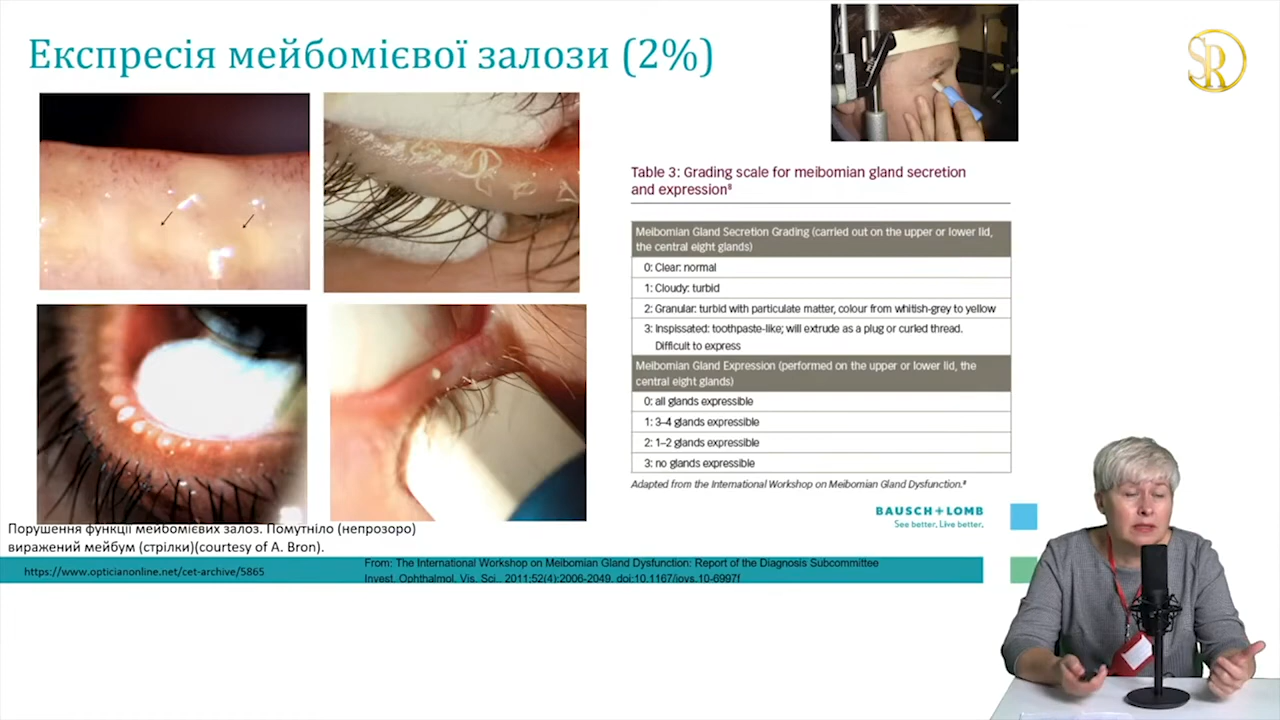 Експресія мейбомієвої залози (2%)
SR
Table 3: Grading scale for meibomian gland secretion
and expression⁸
Meibomian Gland Secretion Grading (carried out on the upper or lower lid,
the central eight glands)
0: Clear: normal
1: Cloudy: turbid
2: Granular: turbid with particulate matter, colour from whitish-grey to yellow
3: Inspissated: toothpaste-like; will extrude as a plug or curled thread.
Difficult to express
Meibomian Gland Expression (performed on the upper or lower lid, the
central eight glands)
0: all glands expressible
1: 3–4 glands expressible
2: 1–2 glands expressible
3: no glands expressible
Adapted from the International Workshop on Meibomian Gland Dysfunction.⁸
BAUSCH+LOMB
See better. Live better.
Порушення функції мейбомієвих залоз. Помутніло (непрозоро)
виражений мейбум (стрілки)(courtesy of A. Bron).
https://www.opticianonline.net/cet-archive/5865
From: The International Workshop on Meibomian Gland Dysfunction: Report of the Diagnosis Subcommittee
Invest. Ophthalmol. Vis. Sci.. 2011;52(4):2006-2049. doi:10.1167/iovs.10-6997f